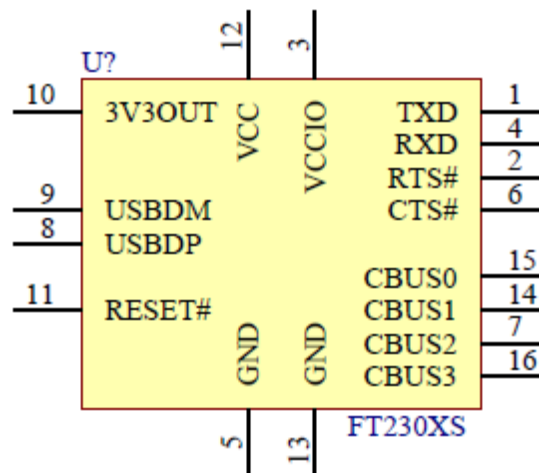 12 3
U?
10 3V3OUT VCC VCCIO TXD 1
RXD 4
RTS# 2
9 USBDM CTS# 6
8 USBDP
CBUS0 15
11 RESET# CBUS1 14
GND GND CBUS2 7
CBUS3 16
5 13 FT230XS